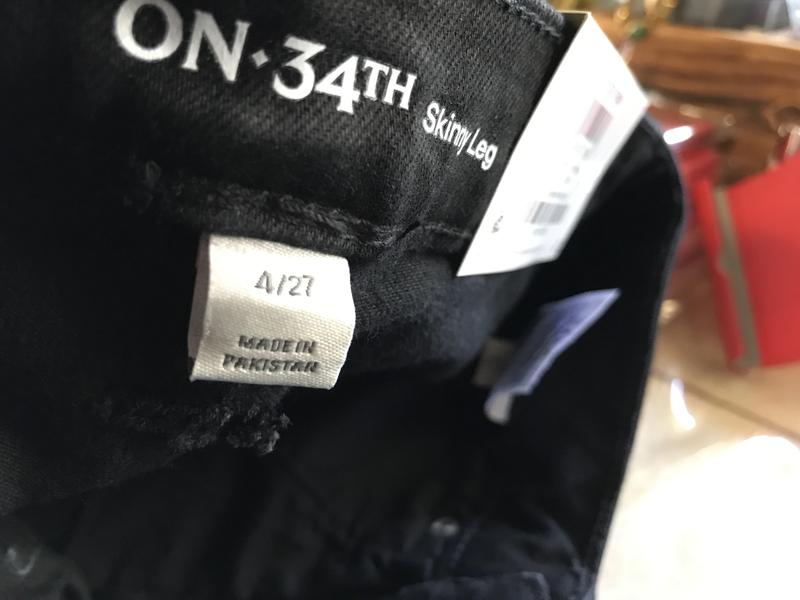 ON·34TH
Skinny Leg
4/27
MADE IN
PAKISTAN